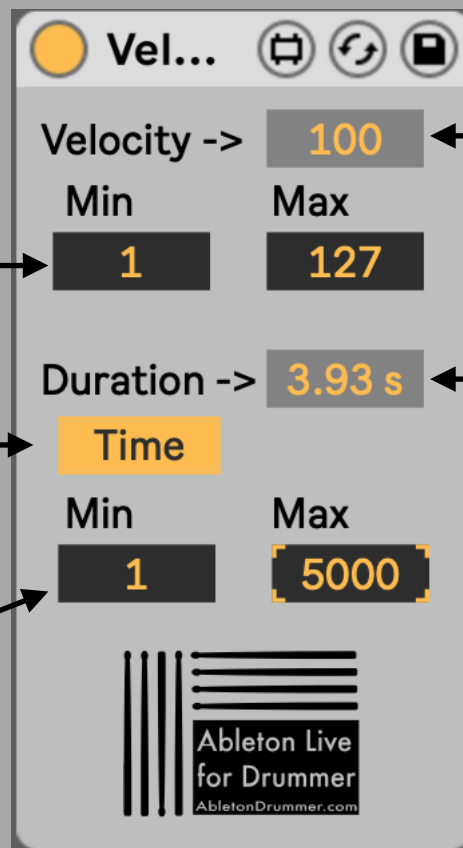 Vel...
Velocity -> 100
Min Max
1 127
Duration -> 3.93 s
Time
Min Max
1 5000
Ableton Live
for Drummer
AbletonDrummer.com